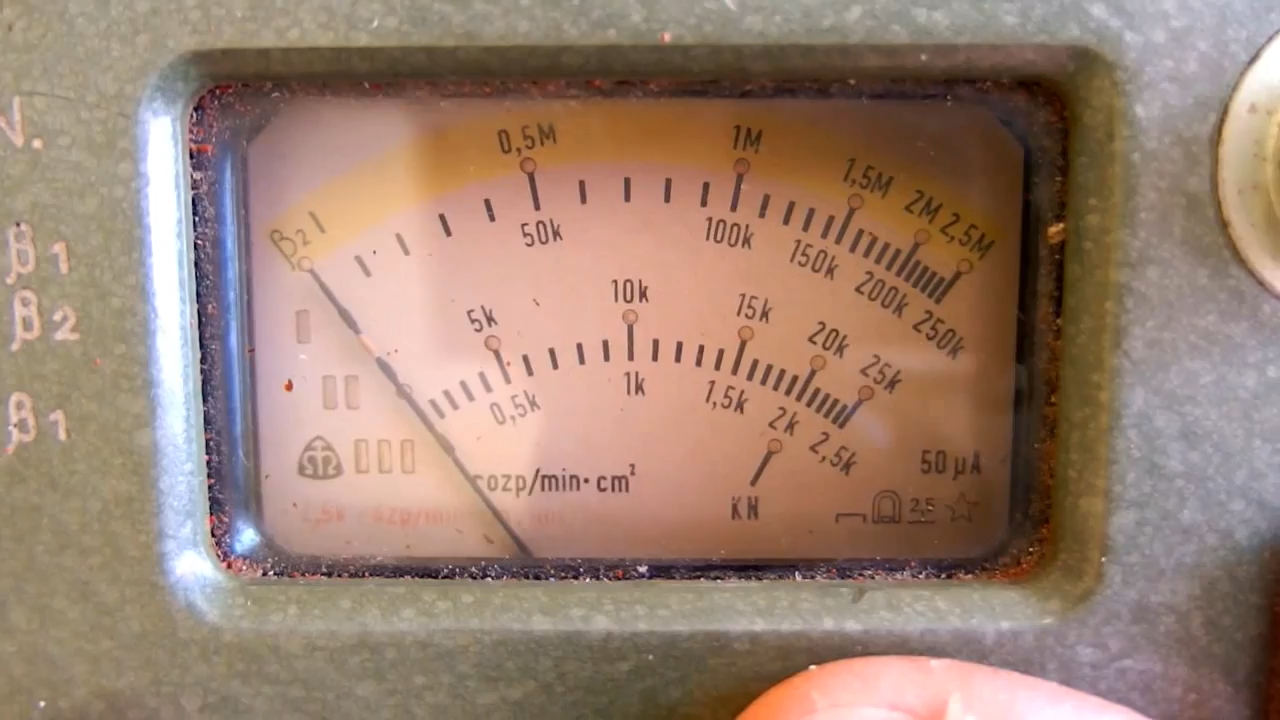 0,5M 1M 1,5M 2M 2,5M
β2
50k 100k 150k 200k 250k
5k 10k 15k 20k 25k
0,5k 1k 1,5k 2k 2,5k
rozp/min·cm²
KN
50 µA
2,5
V.
β1
β2
β1